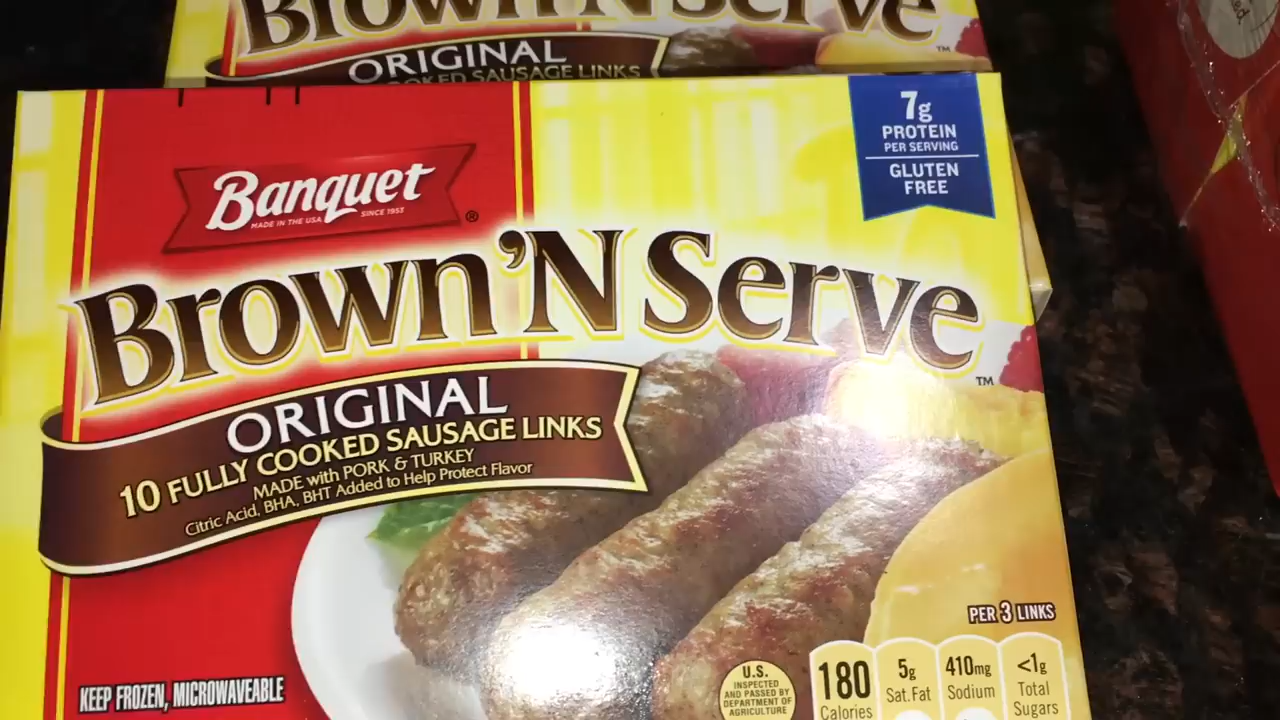 Brown'N Serve
™
ORIGINAL
COOKED SAUSAGE LINKS
7g
PROTEIN
PER SERVING
GLUTEN
FREE
Banquet
MADE IN THE USA SINCE 1953
®
Brown'N Serve
™
ORIGINAL
10 FULLY COOKED SAUSAGE LINKS
MADE with PORK & TURKEY
Citric Acid, BHA, BHT Added to Help Protect Flavor
PER 3 LINKS
KEEP FROZEN, MICROWAVEABLE
U.S.
INSPECTED
AND PASSED BY
DEPARTMENT OF
AGRICULTURE
180
Calories
5g
Sat.Fat
410mg
Sodium
<1g
Total
Sugars